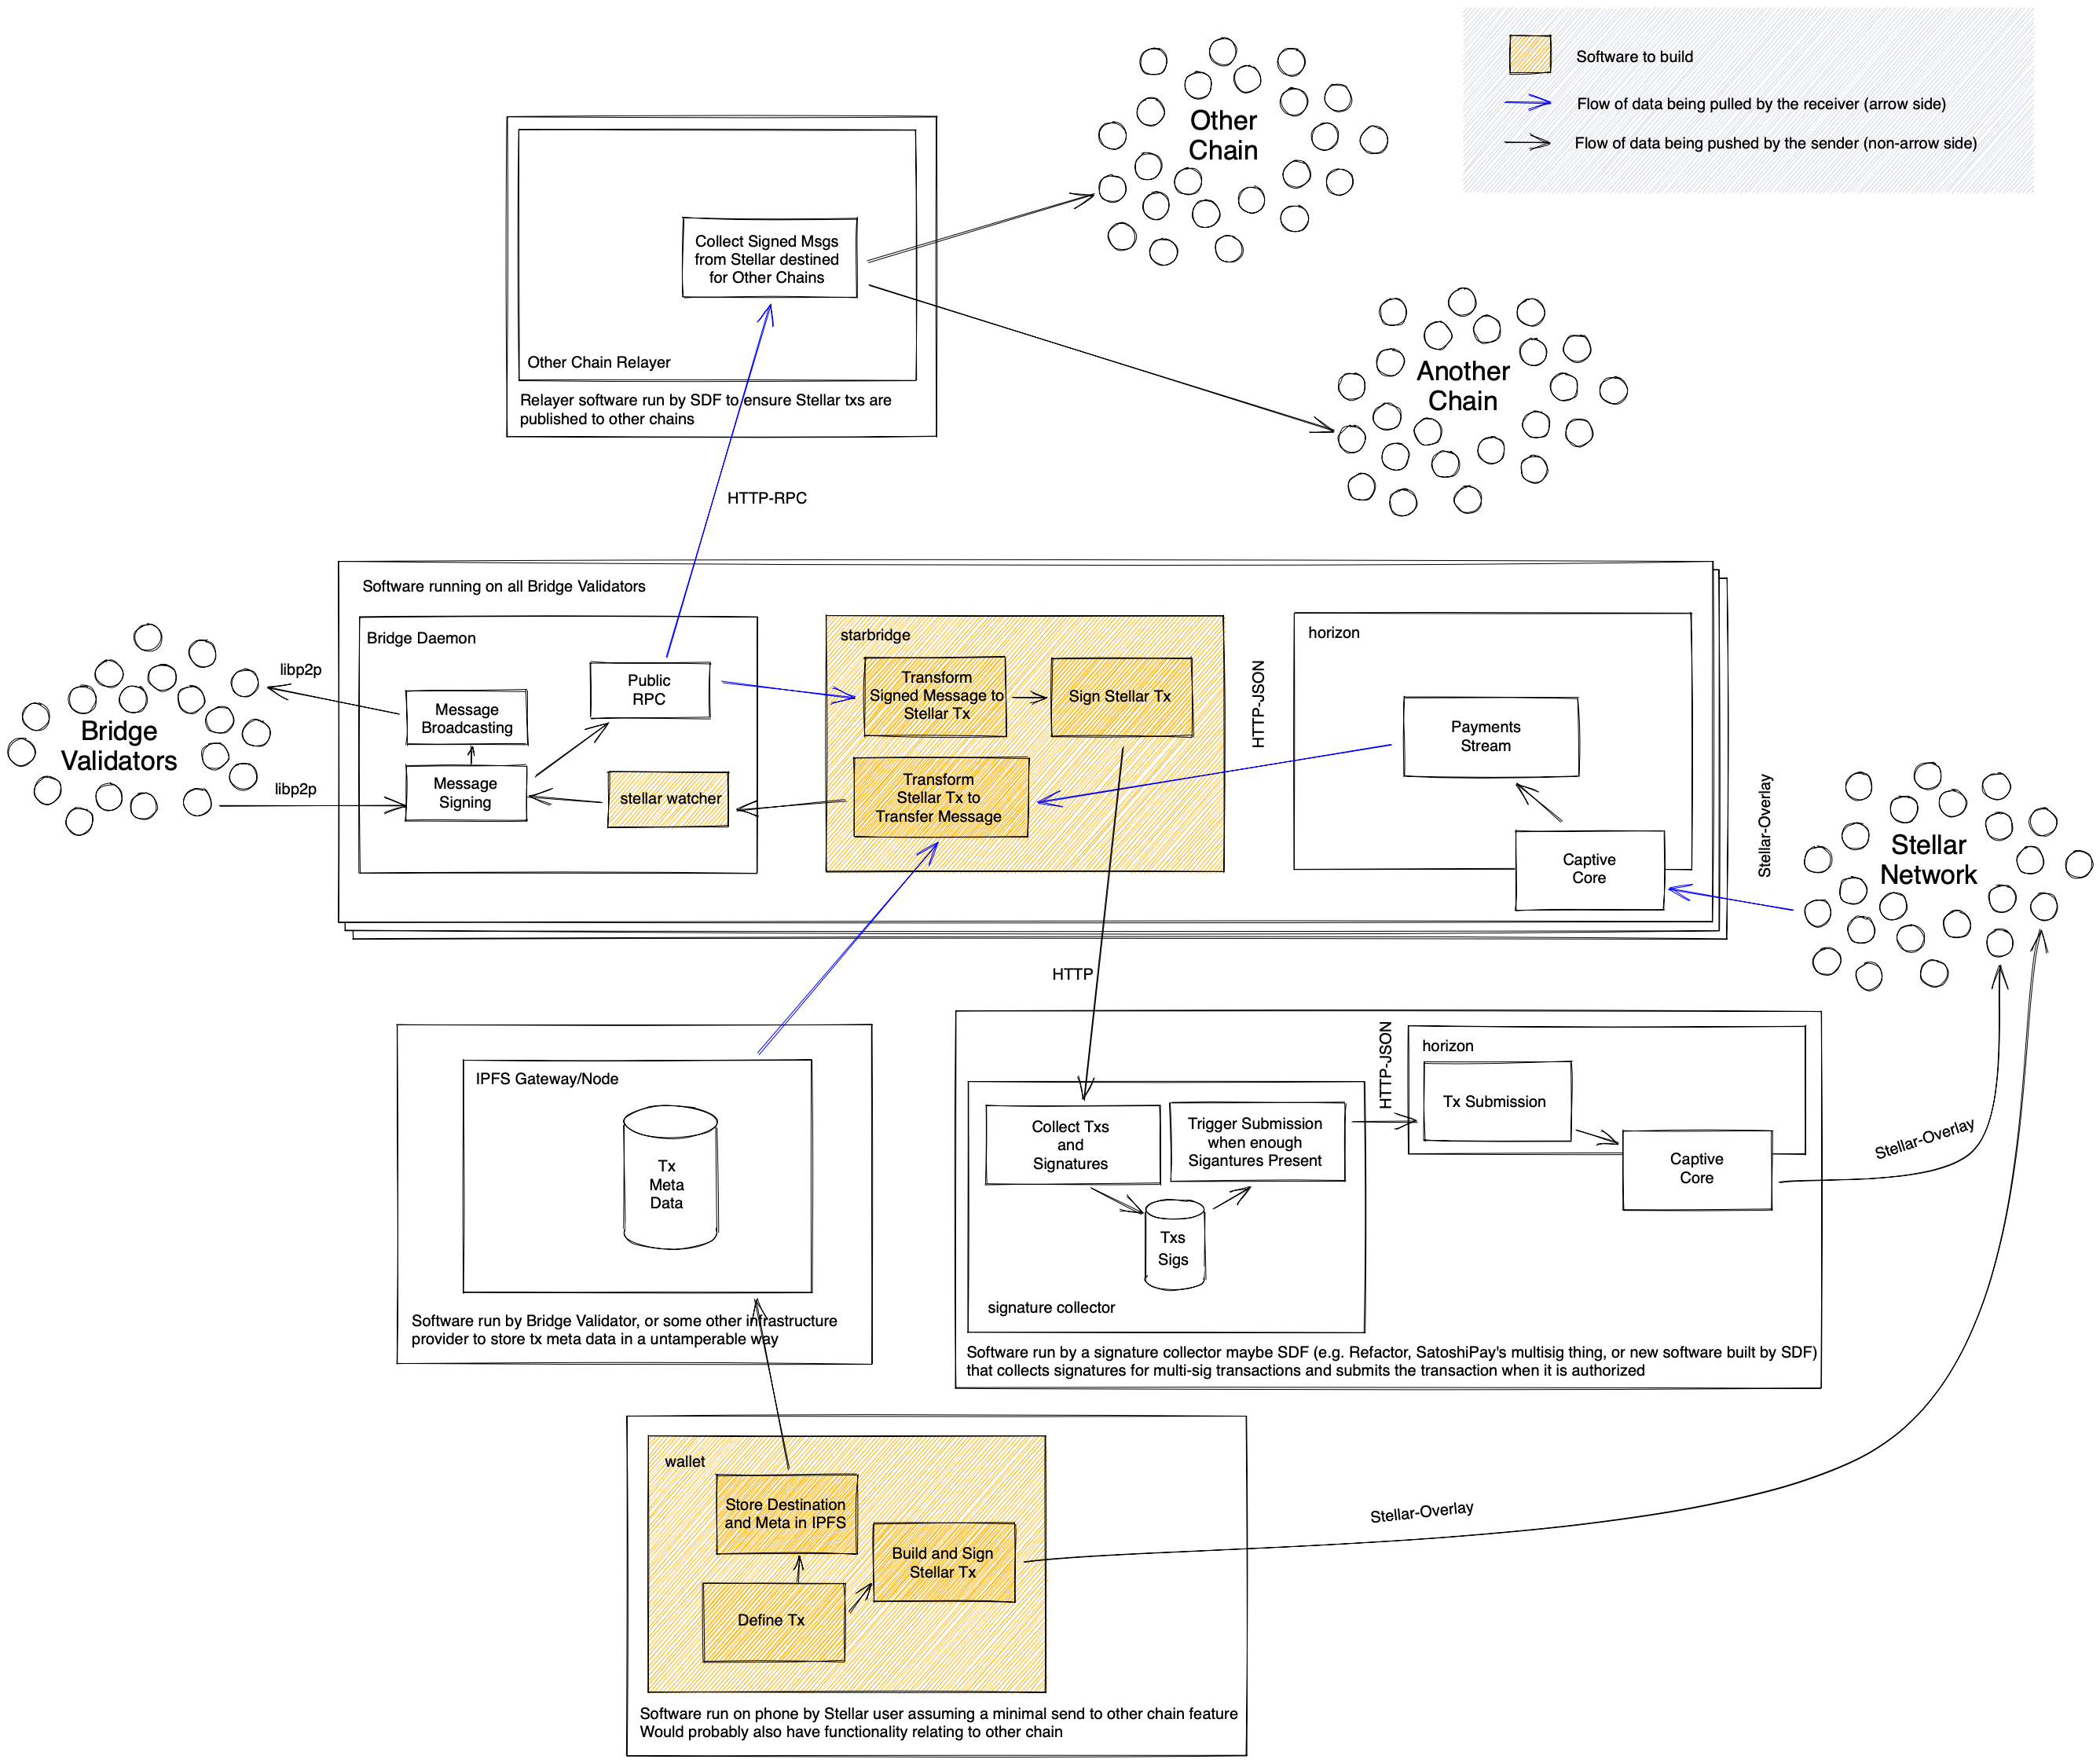 Software to build
Flow of data being pulled by the receiver (arrow side)
Flow of data being pushed by the sender (non-arrow side)
Other
Chain
Another
Chain
Collect Signed Msgs
from Stellar destined
for Other Chains
Other Chain Relayer
Relayer software run by SDF to ensure Stellar txs are
published to other chains
HTTP-RPC
Software running on all Bridge Validators
Bridge Daemon
Public
RPC
Message
Broadcasting
Message
Signing
stellar watcher
libp2p
libp2p
Bridge
Validators
starbridge
Transform
Signed Message to
Stellar Tx
Sign Stellar Tx
Transform
Stellar Tx to
Transfer Message
HTTP-JSON
horizon
Payments
Stream
Captive
Core
Stellar-Overlay
Stellar
Network
HTTP
IPFS Gateway/Node
Tx
Meta
Data
Software run by Bridge Validator, or some other infrastructure
provider to store tx meta data in a untamperable way
Collect Txs
and
Signatures
Trigger Submission
when enough
Sigantures Present
Txs
Sigs
signature collector
HTTP-JSON
horizon
Tx Submission
Captive
Core
Stellar-Overlay
Software run by a signature collector maybe SDF (e.g. Refactor, SatoshiPay's multisig thing, or new software built by SDF)
that collects signatures for multi-sig transactions and submits the transaction when it is authorized
wallet
Store Destination
and Meta in IPFS
Build and Sign
Stellar Tx
Define Tx
Stellar-Overlay
Software run on phone by Stellar user assuming a minimal send to other chain feature
Would probably also have functionality relating to other chain